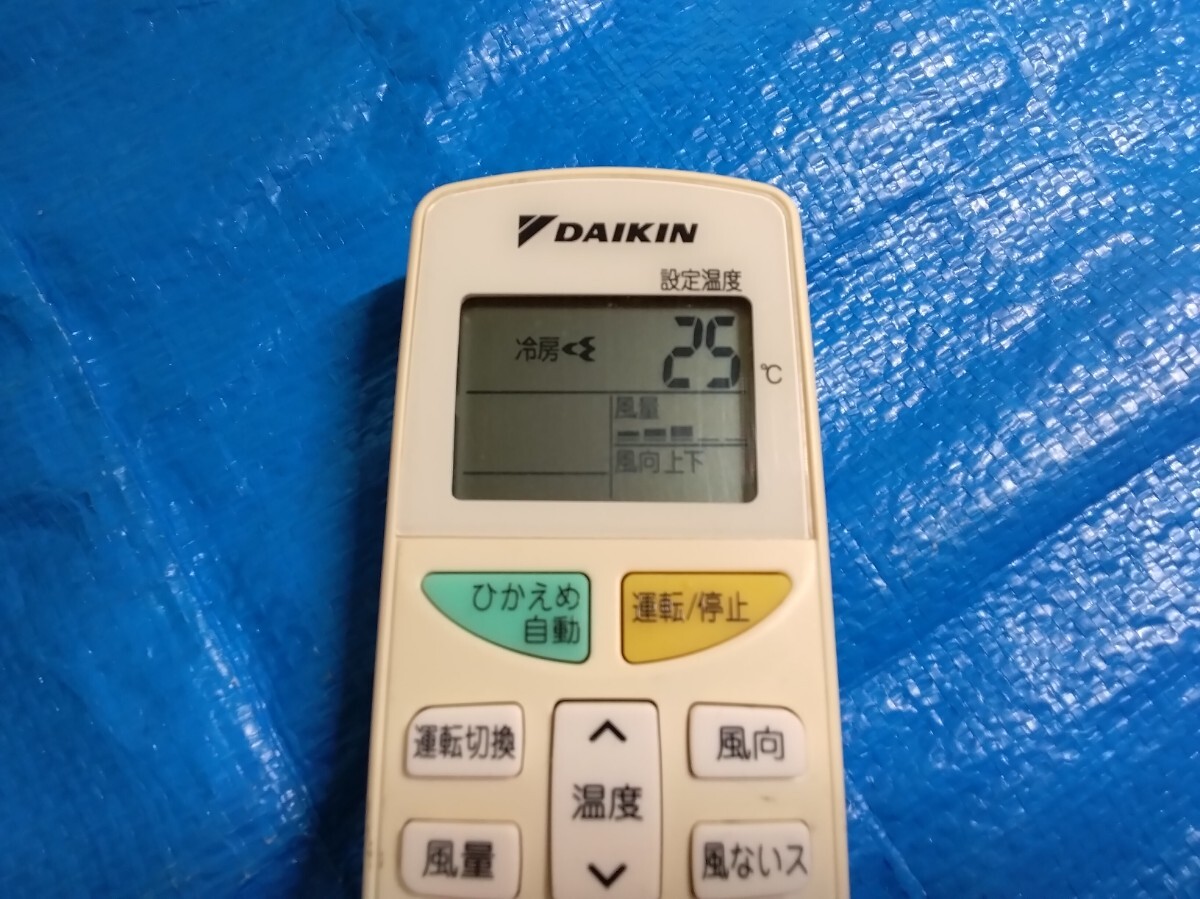 DAIKIN
設定温度
冷房
25
℃
風量
風向上下
ひかえめ
自動
運転/停止
運転切換
温度
風向
風量
風ないス